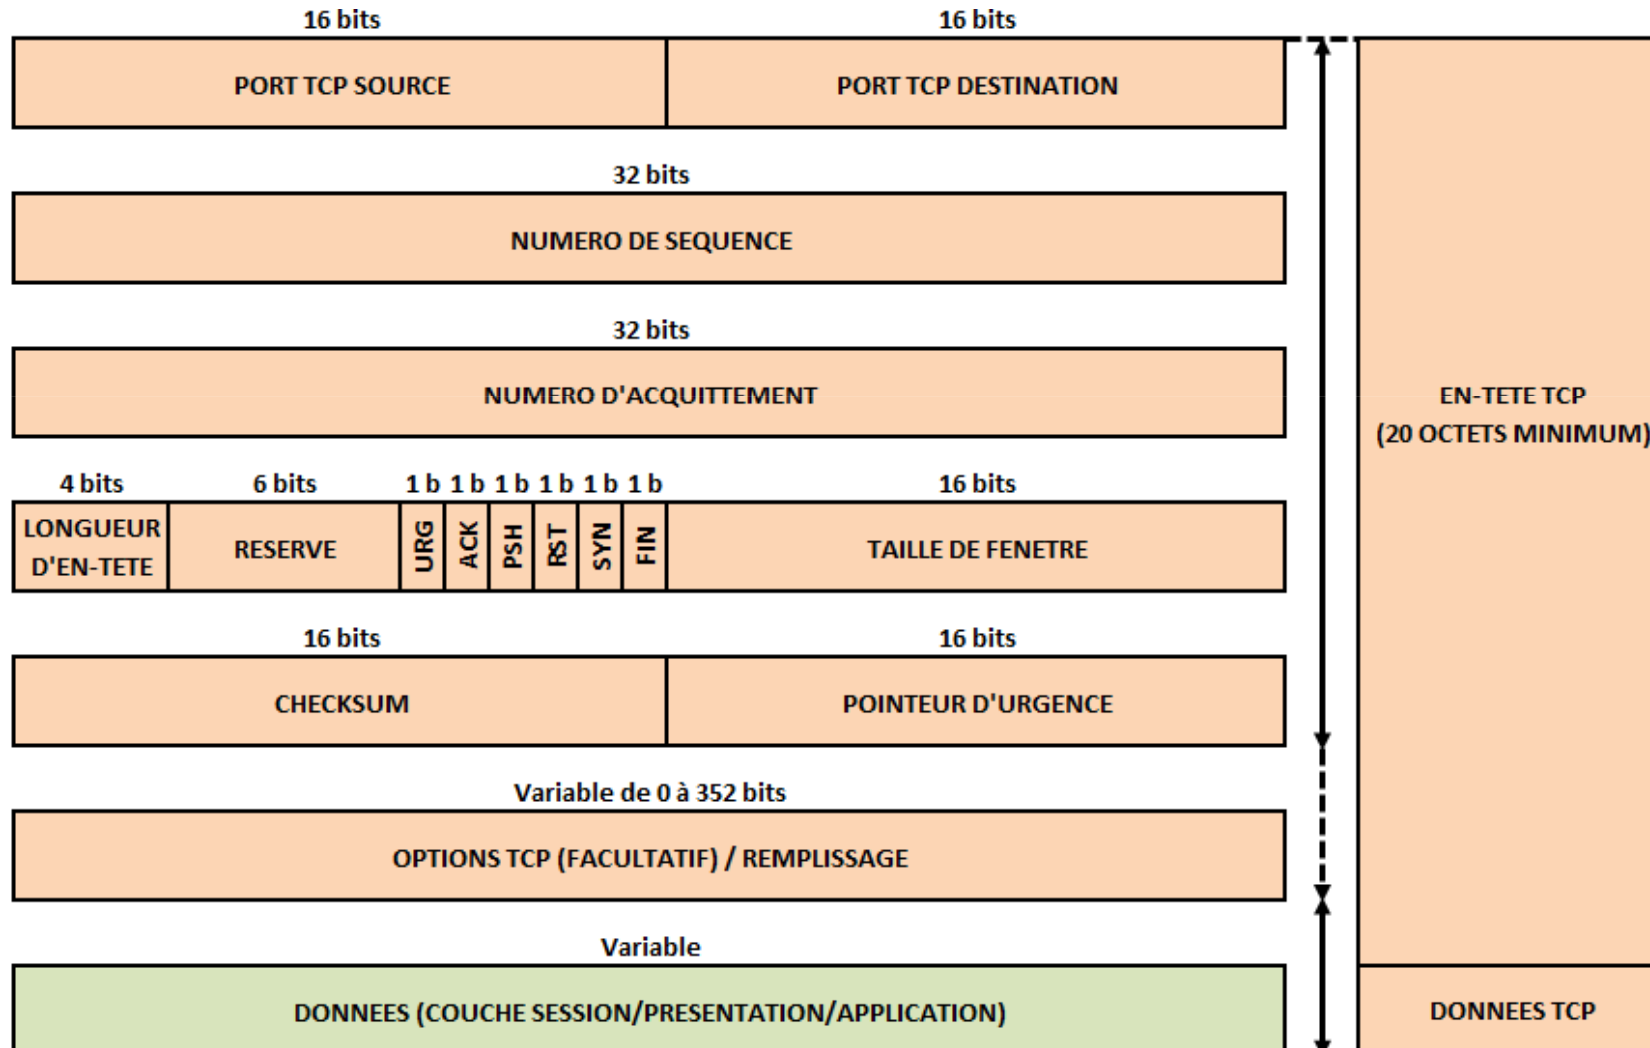 16 bits
16 bits
PORT TCP SOURCE
PORT TCP DESTINATION
32 bits
NUMERO DE SEQUENCE
32 bits
NUMERO D'ACQUITTEMENT
EN-TETE TCP
(20 OCTETS MINIMUM)
4 bits
6 bits
1 b
1 b
1 b
1 b
1 b
1 b
16 bits
LONGUEUR
D'EN-TETE
RESERVE
URG
ACK
PSH
RST
SYN
FIN
TAILLE DE FENETRE
16 bits
16 bits
CHECKSUM
POINTEUR D'URGENCE
Variable de 0 à 352 bits
OPTIONS TCP (FACULTATIF) / REMPLISSAGE
Variable
DONNEES (COUCHE SESSION/PRESENTATION/APPLICATION)
DONNEES TCP